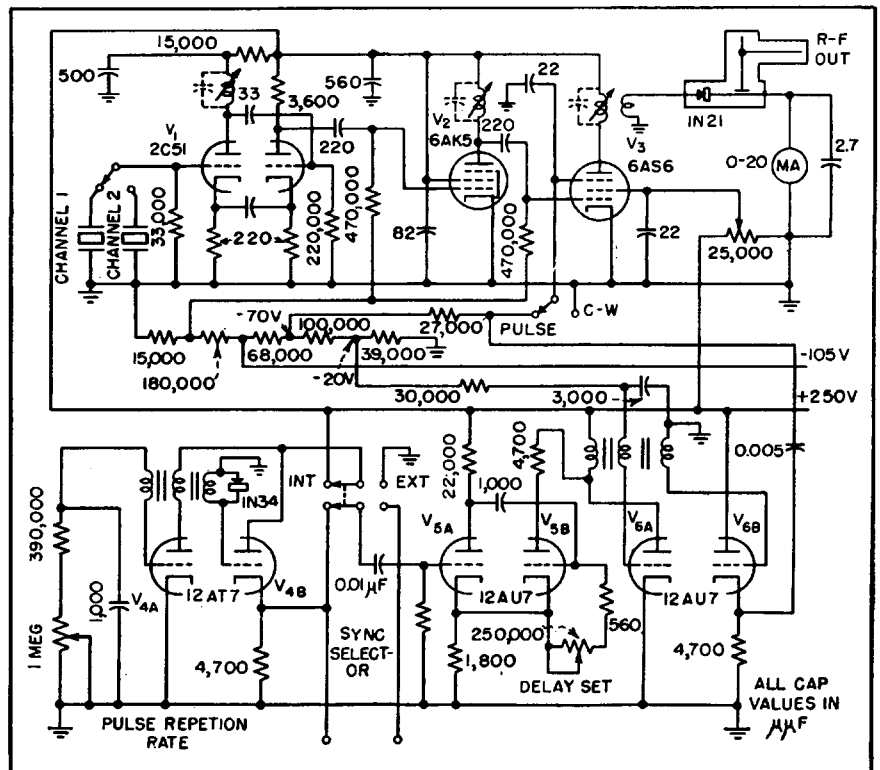 15,000
500
33
3,600
560
22
R-F
OUT
V1
2C51
220
V2
6AK5
220
V3
6AS6
1N21
0-20 MA
2.7
CHANNEL 1
CHANNEL 2
33,000
220
220,000
470,000
82
470,000
22
25,000
-70V
100,000
27,000
PULSE
C-W
15,000
180,000
68,000
-20V
39,000
-105V
30,000
3,000
+250V
0.005
390,000
1 MEG
1,000
V4A
12AT7
V4B
1N34
INT
EXT
22,000
1,000
4,700
V5A
V5B
V6A
V6B
0.01µF
12AU7
12AU7
4,700
SYNC
SELECT-
OR
250,000
560
1,800
DELAY SET
4,700
PULSE REPETION
RATE
ALL CAP
VALUES IN
µµF